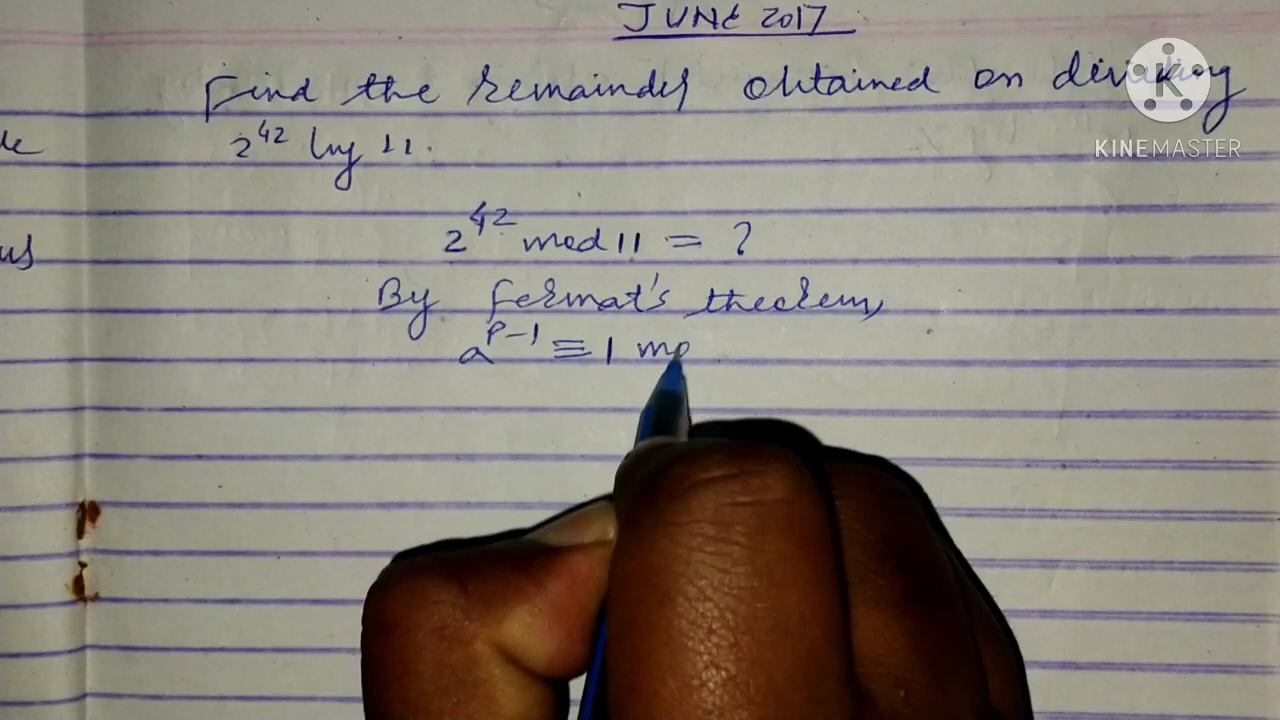 JUNE 2017
Find the remainder obtained on dividing
2^42 by 11.
2^42 mod 11 = ?
By Fermat's theorem,
a^P-1 ≡ 1 mo
us
K
KINEMASTER